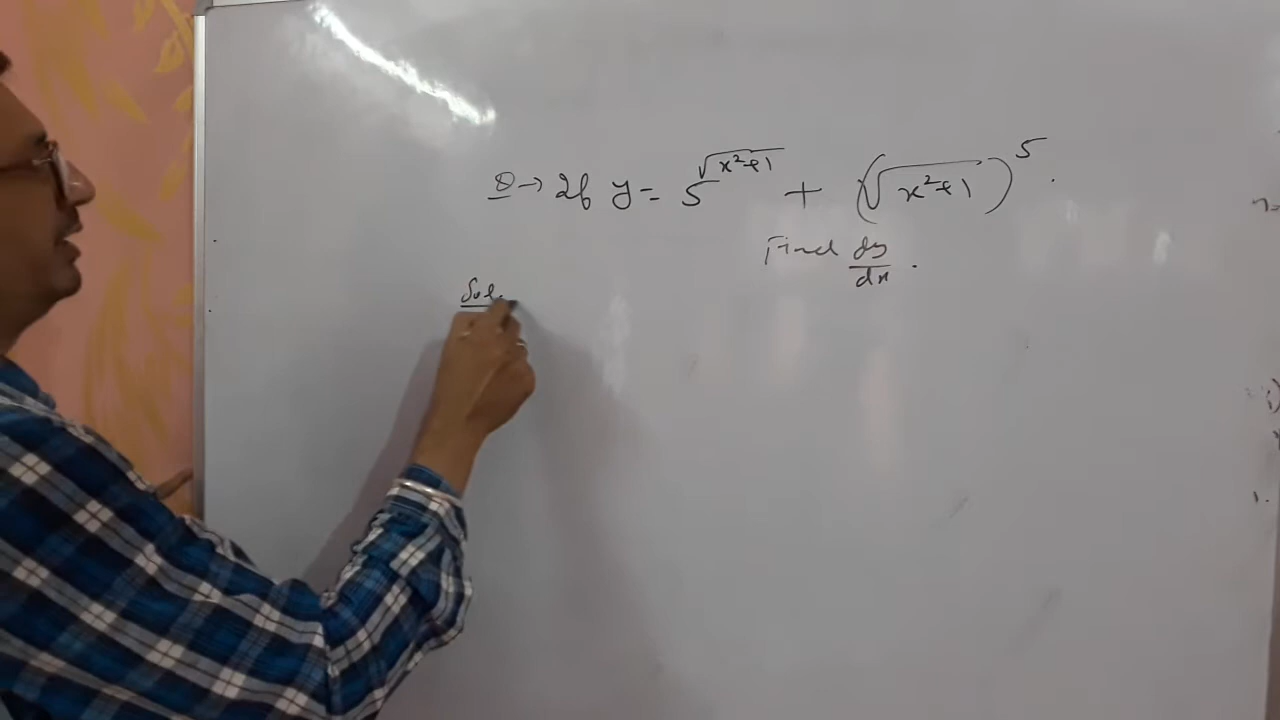 Q→ If y = 5^√(x²+1) + (√(x²+1))^5.
Find dy/dx.
Sol.